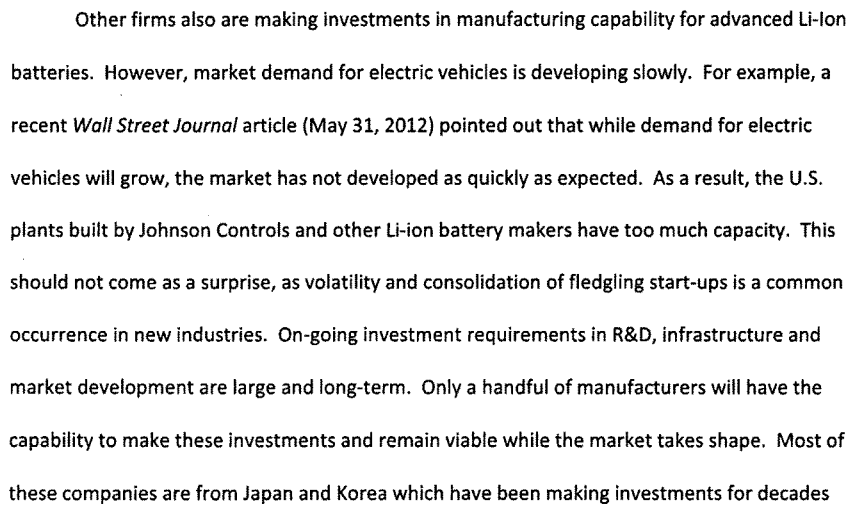 Other firms also are making investments in manufacturing capability for advanced Li-Ion
batteries. However, market demand for electric vehicles is developing slowly. For example, a
recent Wall Street Journal article (May 31, 2012) pointed out that while demand for electric
vehicles will grow, the market has not developed as quickly as expected. As a result, the U.S.
plants built by Johnson Controls and other Li-ion battery makers have too much capacity. This
should not come as a surprise, as volatility and consolidation of fledgling start-ups is a common
occurrence in new industries. On-going investment requirements in R&D, infrastructure and
market development are large and long-term. Only a handful of manufacturers will have the
capability to make these investments and remain viable while the market takes shape. Most of
these companies are from Japan and Korea which have been making investments for decades